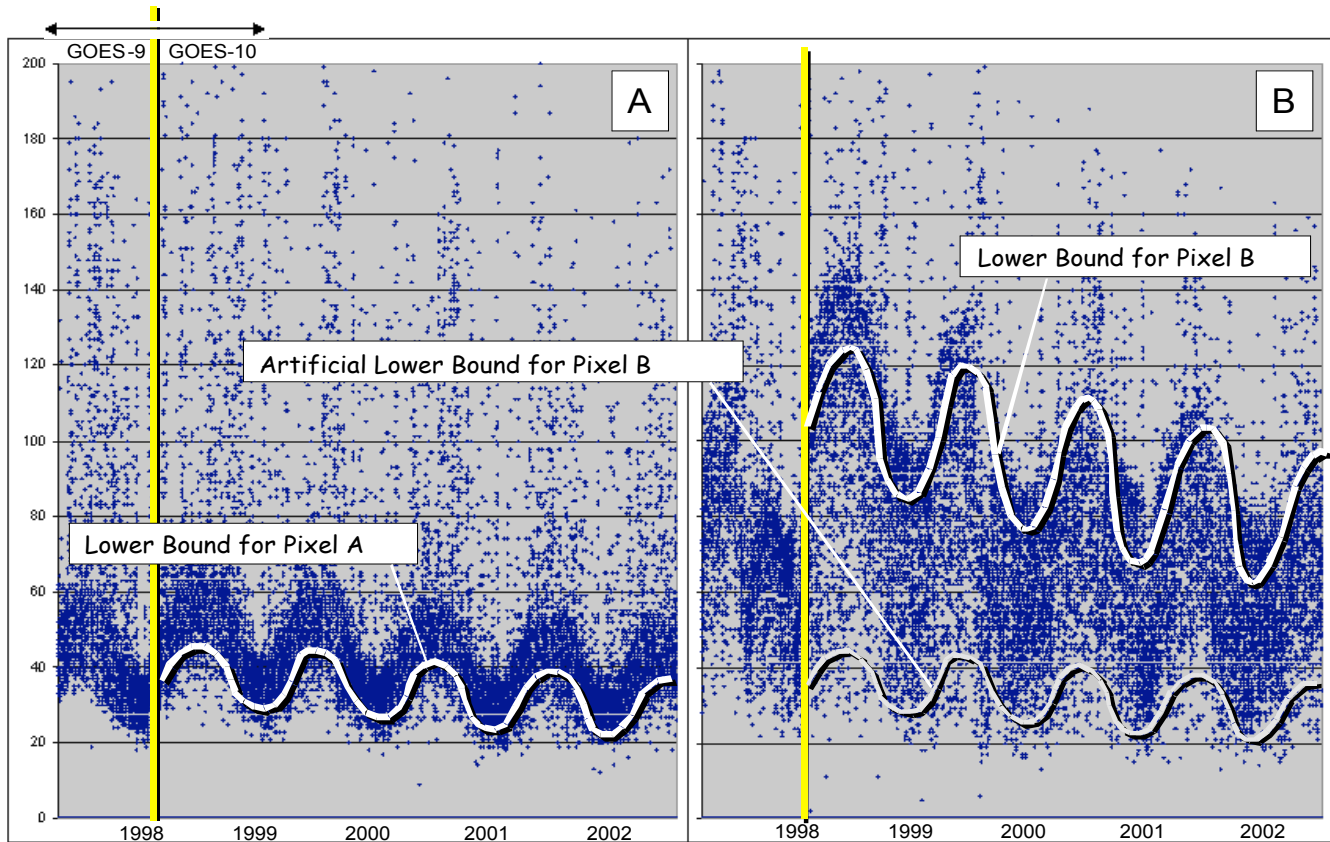 GOES-9 GOES-10
A
B
200
180
160
140
120
100
80
60
40
20
0
Lower Bound for Pixel B
Artificial Lower Bound for Pixel B
Lower Bound for Pixel A
1998 1999 2000 2001 2002
1998 1999 2000 2001 2002